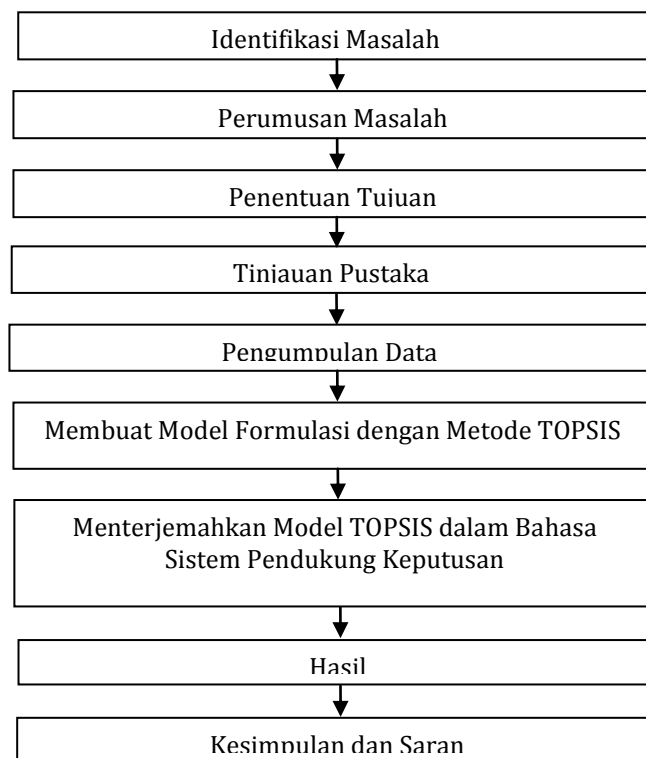 Identifikasi Masalah
Perumusan Masalah
Penentuan Tujuan
Tinjauan Pustaka
Pengumpulan Data
Membuat Model Formulasi dengan Metode TOPSIS
Menterjemahkan Model TOPSIS dalam Bahasa
Sistem Pendukung Keputusan
Hasil
Kesimpulan dan Saran